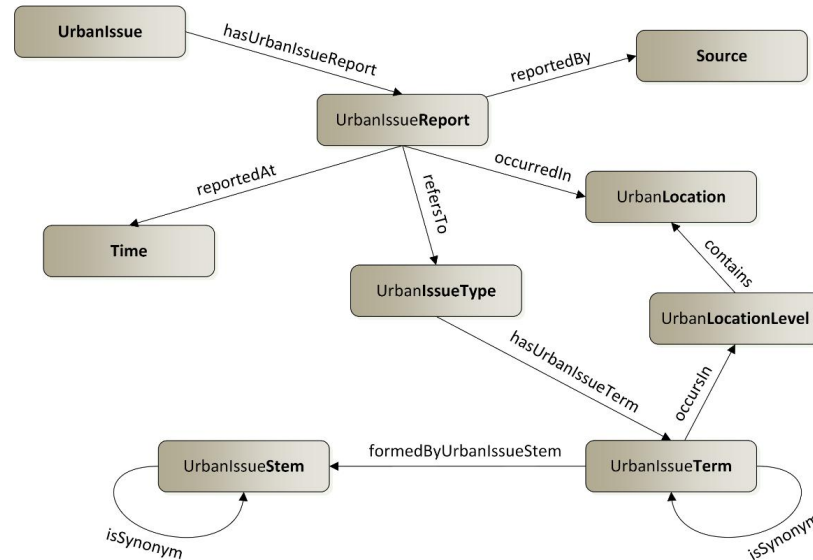 UrbanIssue
hasUrbanIssueReport
reportedBy
Source
UrbanIssueReport
reportedAt
refersTo
occurredIn
UrbanLocation
Time
UrbanIssueType
contains
UrbanLocationLevel
hasUrbanIssueTerm
occursIn
UrbanIssueStem
formedByUrbanIssueStem
UrbanIssueTerm
isSynonym
isSynonym